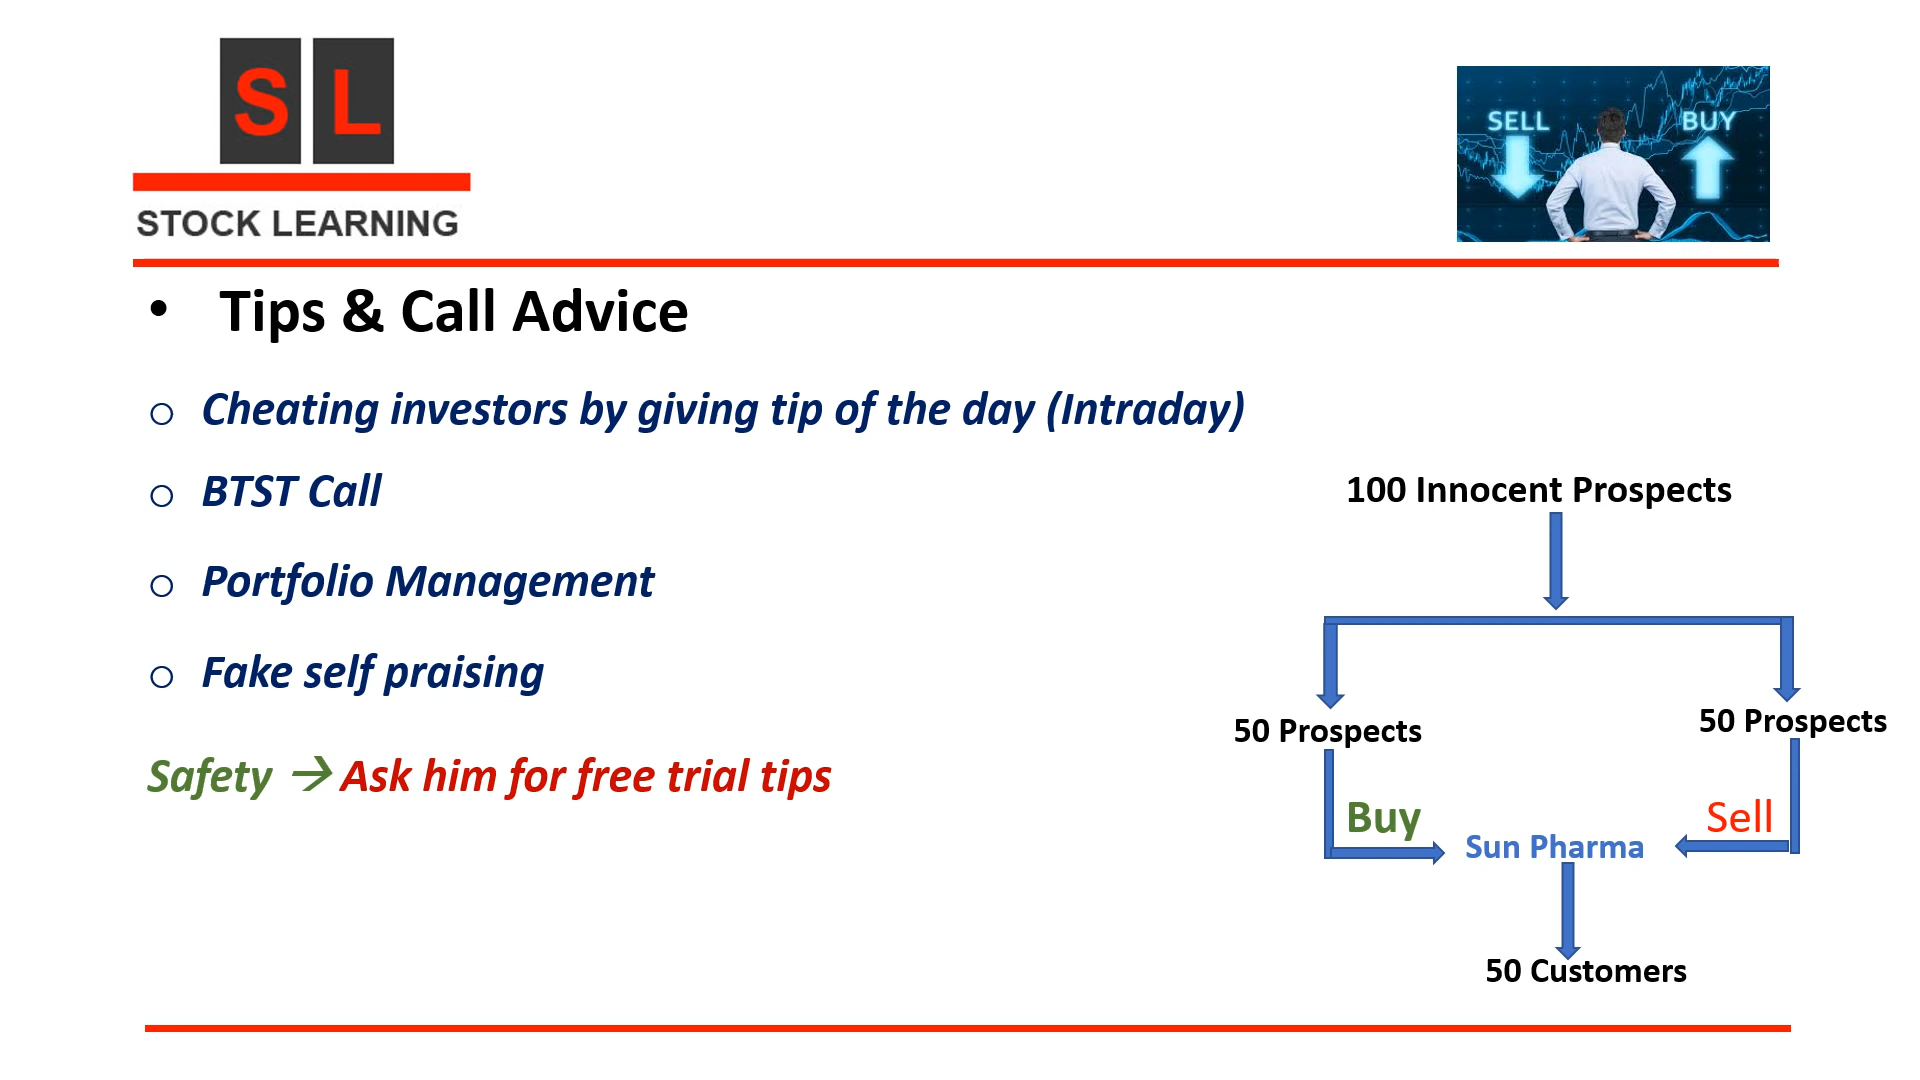 S L
STOCK LEARNING
SELL BUY
• Tips & Call Advice
o Cheating investors by giving tip of the day (Intraday)
o BTST Call
o Portfolio Management
o Fake self praising
Safety → Ask him for free trial tips
100 Innocent Prospects
50 Prospects
50 Prospects
Buy
Sell
Sun Pharma
50 Customers